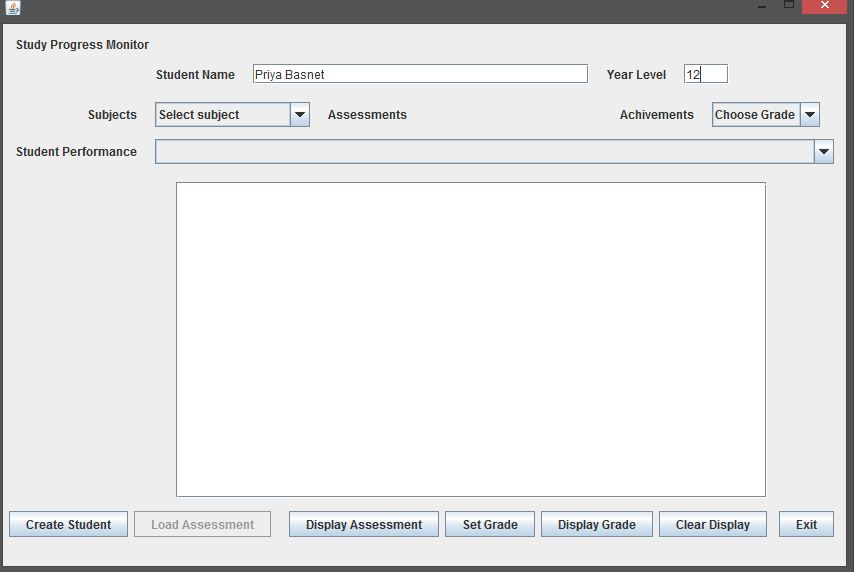 Study Progress Monitor
Student Name Priya Basnet Year Level 12
Subjects Select subject Assessments Achivements Choose Grade
Student Performance
Create Student Load Assessment Display Assessment Set Grade Display Grade Clear Display Exit